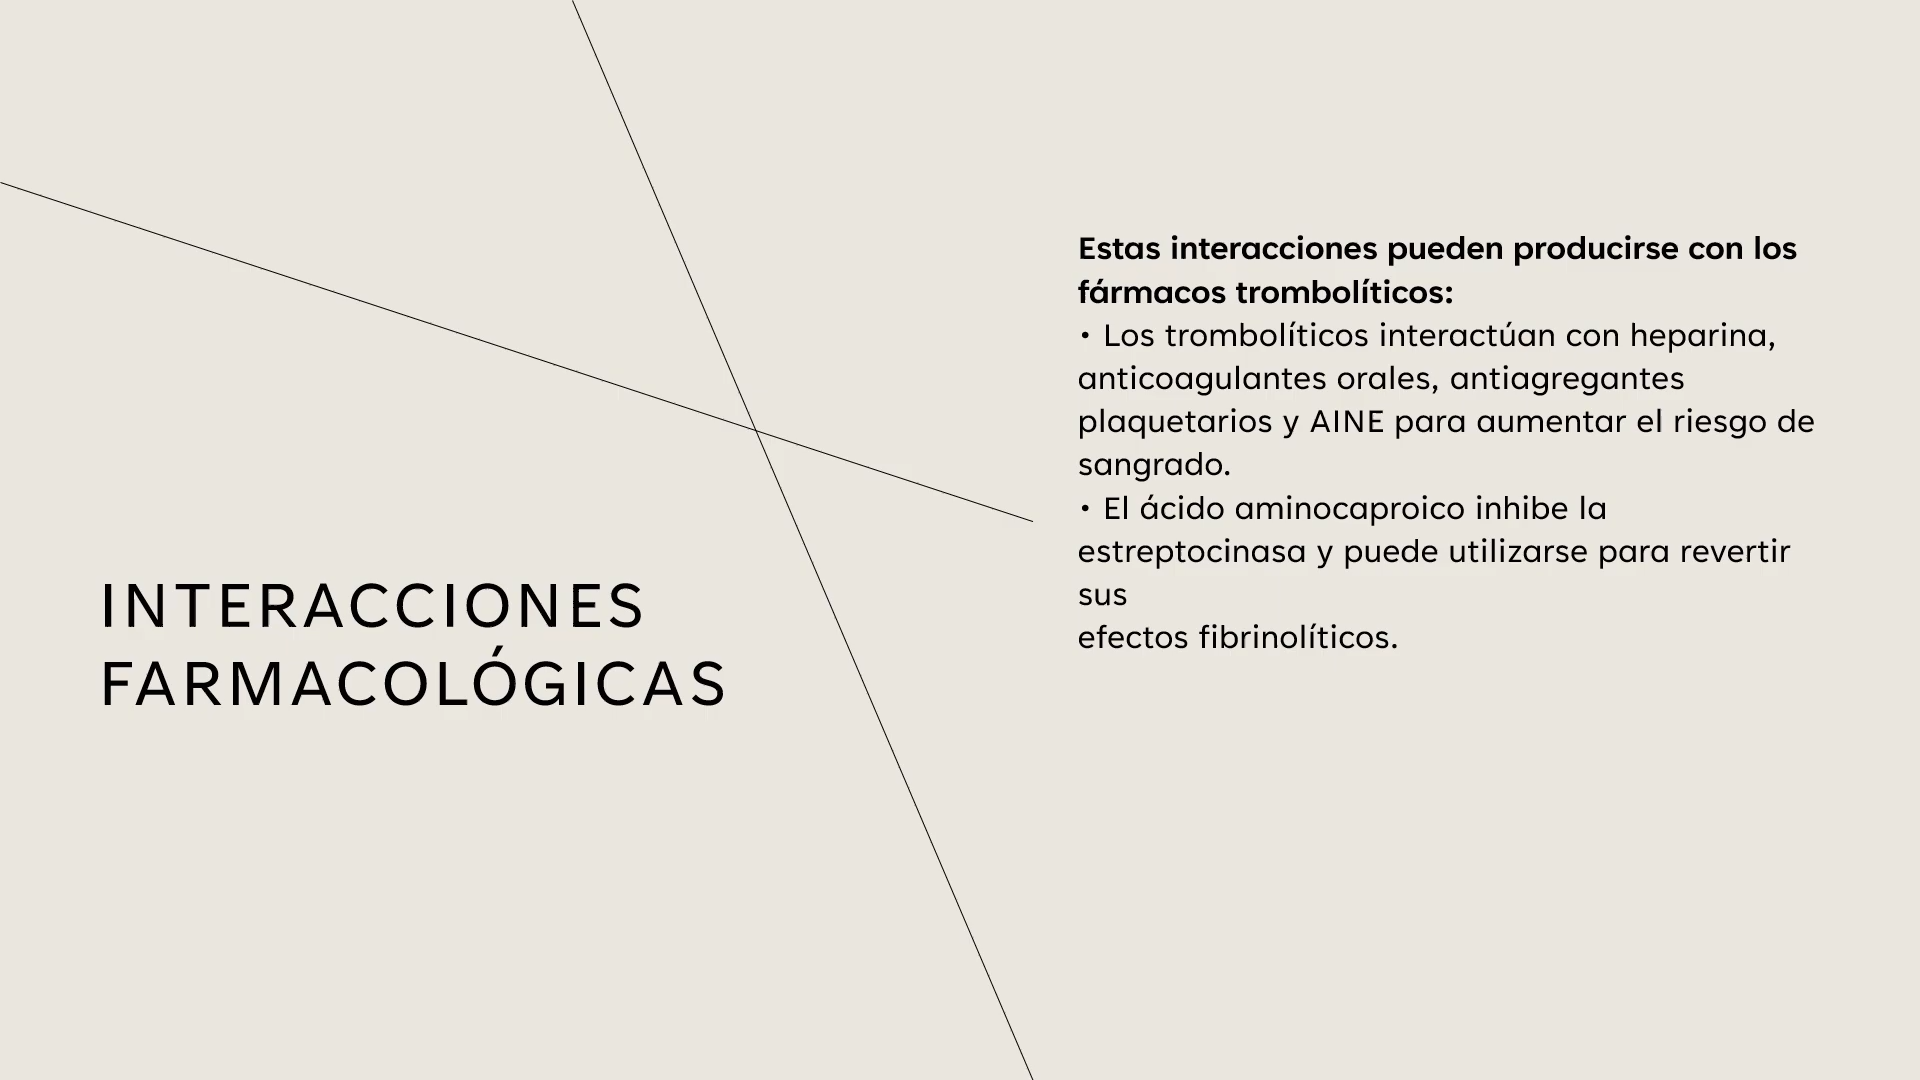 INTERACCIONES
FARMACOLÓGICAS
Estas interacciones pueden producirse con los
fármacos trombolíticos:
• Los trombolíticos interactúan con heparina,
anticoagulantes orales, antiagregantes
plaquetarios y AINE para aumentar el riesgo de
sangrado.
• El ácido aminocaproico inhibe la
estreptocinasa y puede utilizarse para revertir
sus
efectos fibrinolíticos.